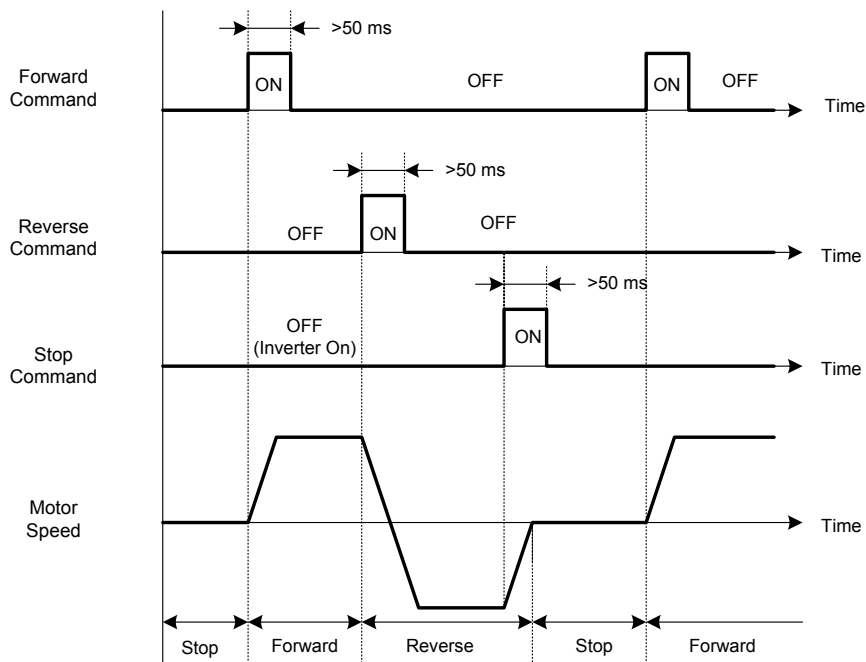 >50 ms
Forward
Command
ON
OFF
ON
OFF
Time
>50 ms
Reverse
Command
OFF
ON
OFF
Time
>50 ms
Stop
Command
OFF
(Inverter On)
ON
Time
Motor
Speed
Time
Stop
Forward
Reverse
Stop
Forward